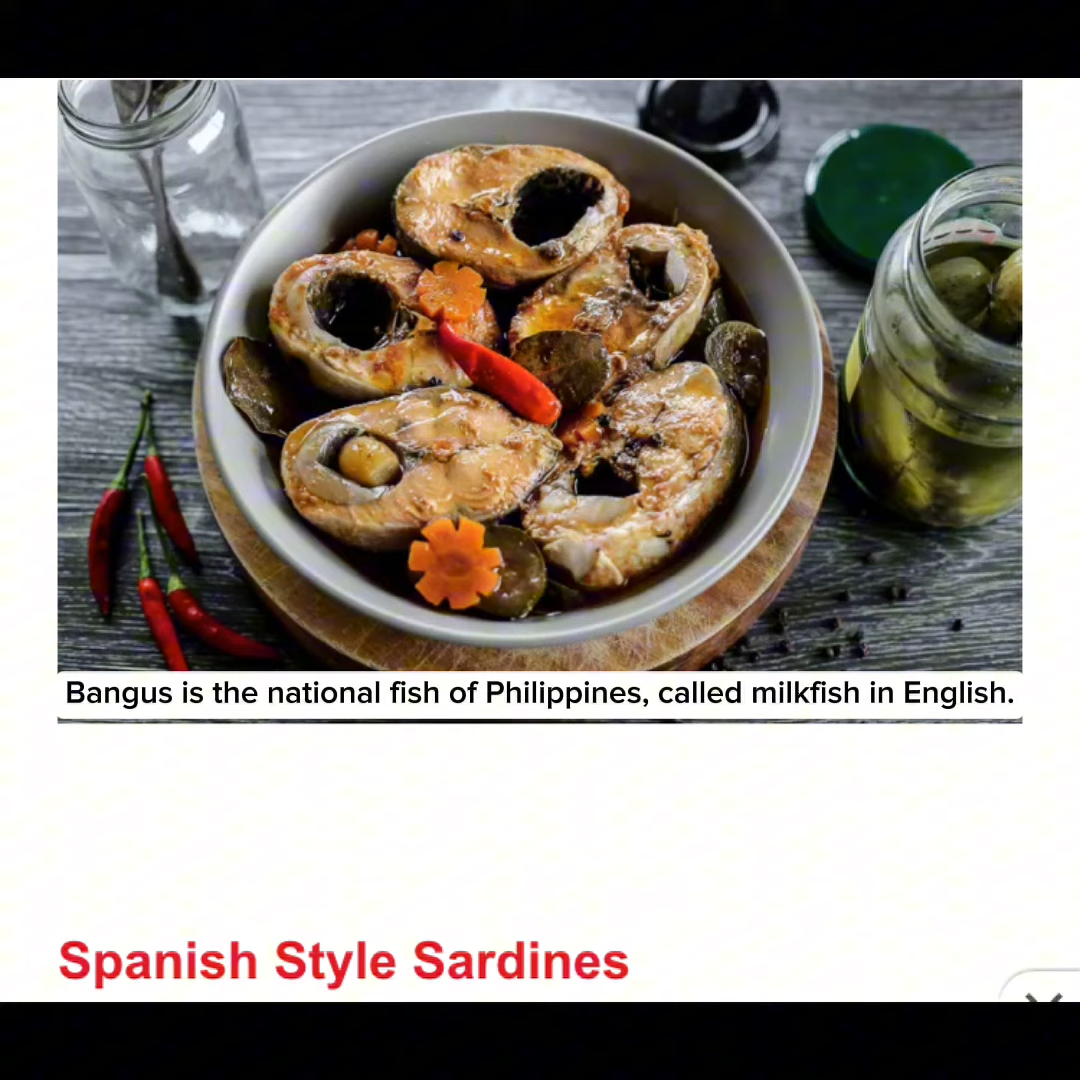 Bangus is the national fish of Philippines, called milkfish in English.
Spanish Style Sardines